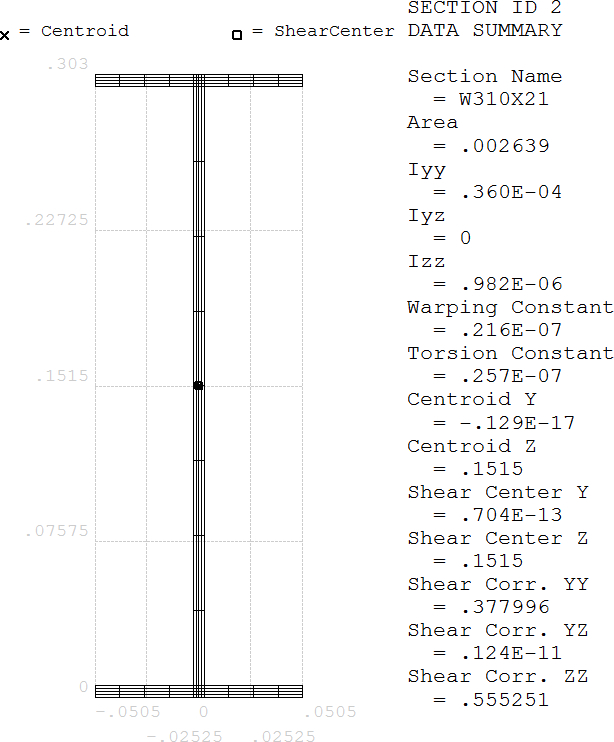 SECTION ID 2
= Centroid
= ShearCenter
DATA SUMMARY
Section Name
= W310X21
Area
= .002639
Iyy
= .360E-04
Iyz
= 0
Izz
= .982E-06
Warping Constant
= .216E-07
Torsion Constant
= .257E-07
Centroid Y
= -.129E-17
Centroid Z
= .1515
Shear Center Y
= .704E-13
Shear Center Z
= .1515
Shear Corr. YY
= .377996
Shear Corr. YZ
= .124E-11
Shear Corr. ZZ
= .555251
.303
.22725
.1515
.07575
0
-.0505 0 .0505
-.02525 .02525